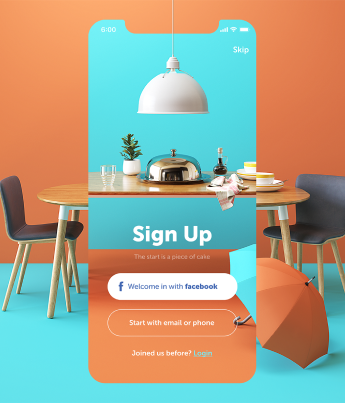 6:00
Skip
Sign Up
The start is a piece of cake
f Welcome in with facebook
Start with email or phone
Joined us before? Login